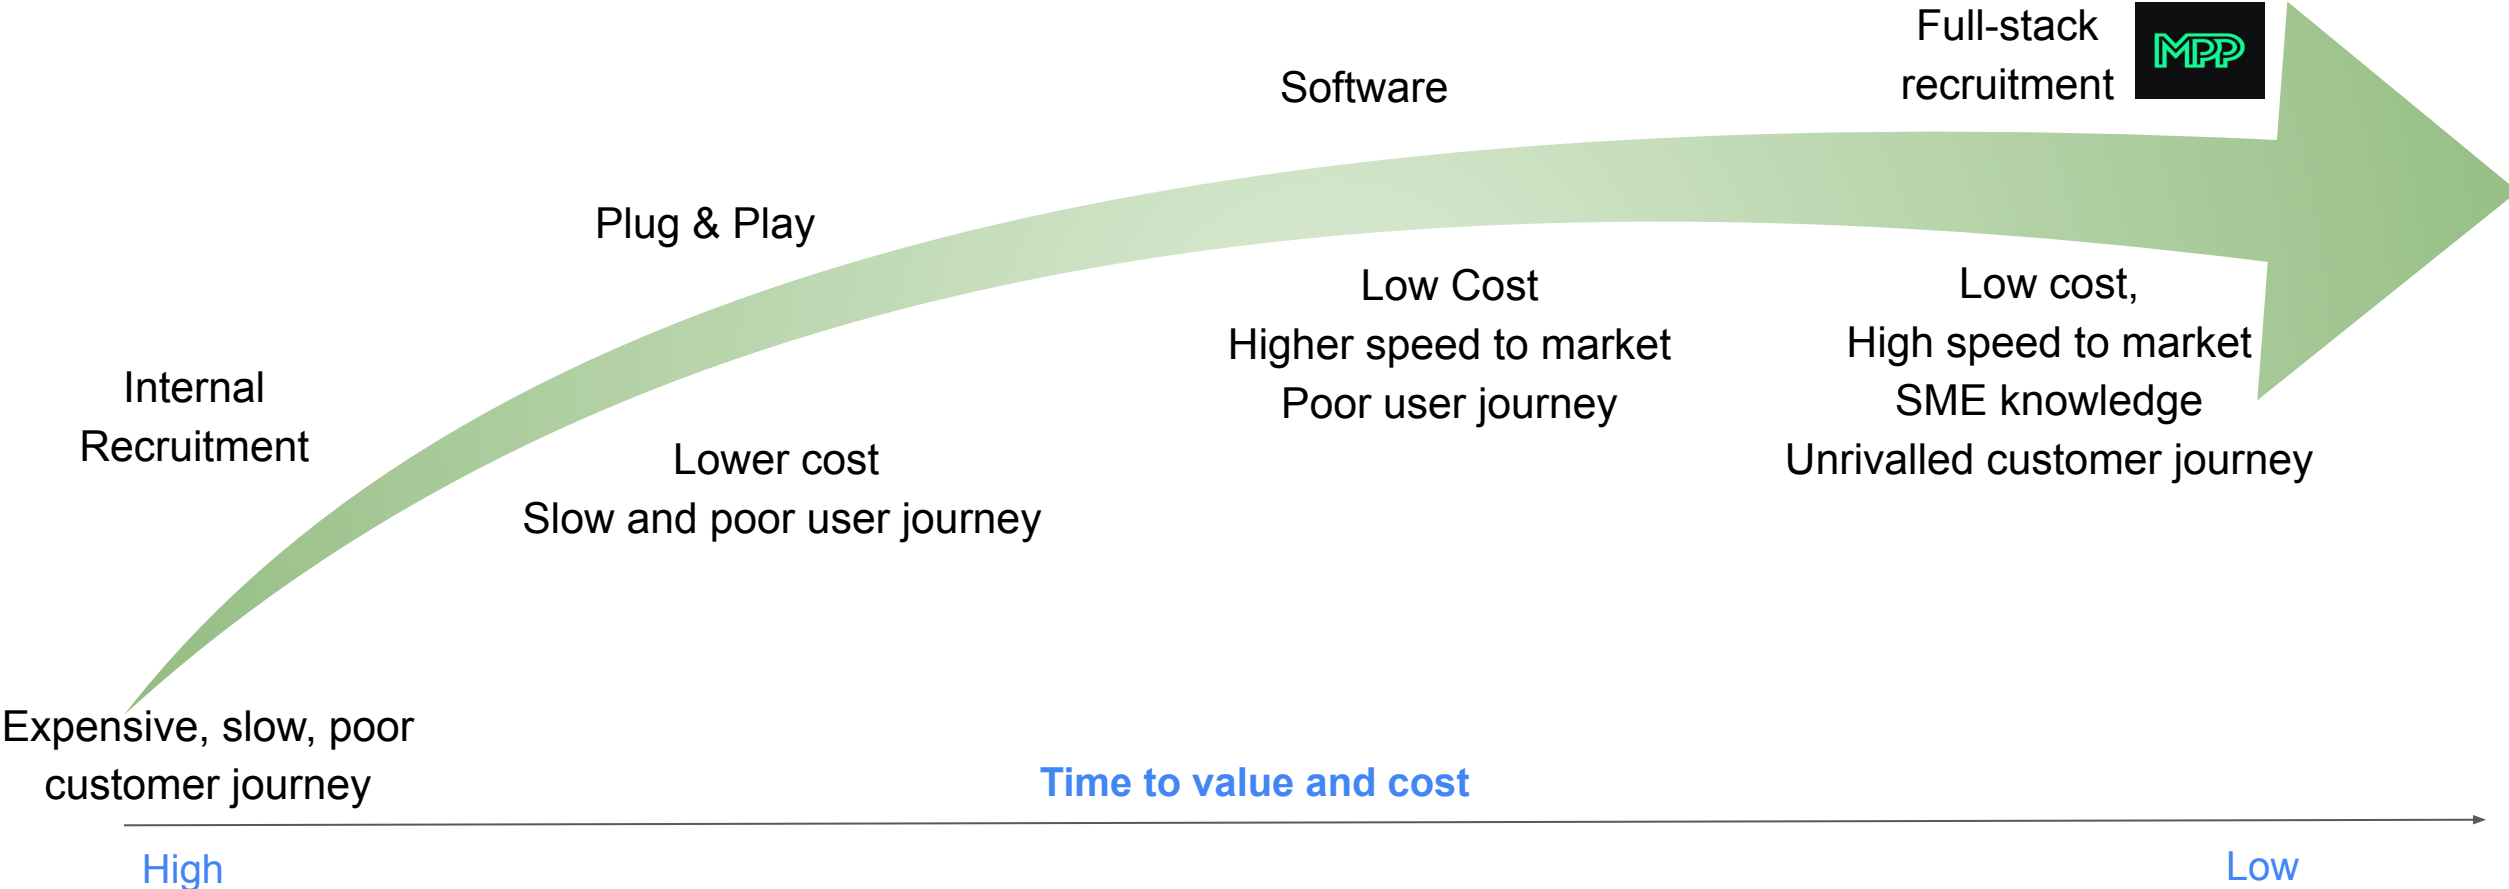 Full-stack
recruitment
MPP
Software
Plug & Play
Internal
Recruitment
Low Cost
Higher speed to market
Poor user journey
Low cost,
High speed to market
SME knowledge
Unrivalled customer journey
Lower cost
Slow and poor user journey
Expensive, slow, poor
customer journey
Time to value and cost
High
Low